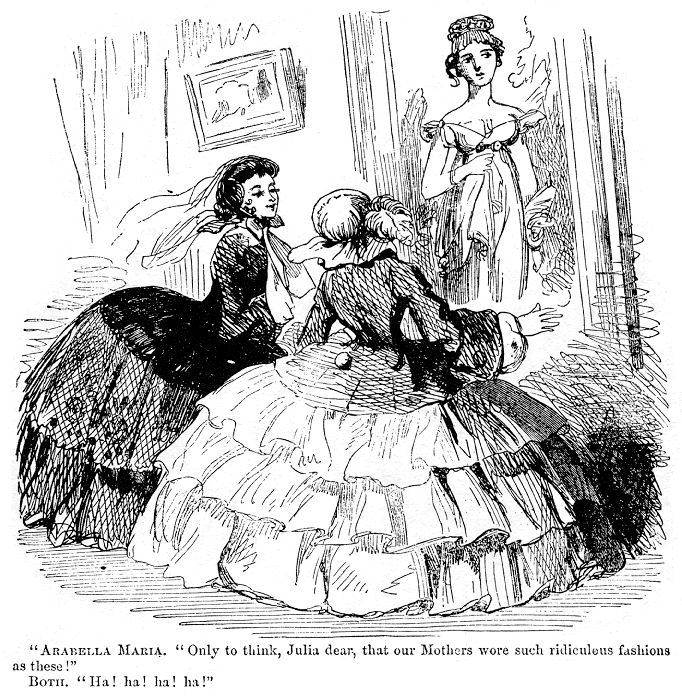 "Arabella Maria. "Only to think, Julia dear, that our Mothers wore such ridiculous fashions
as these!"
Both. "Ha! ha! ha! ha!"